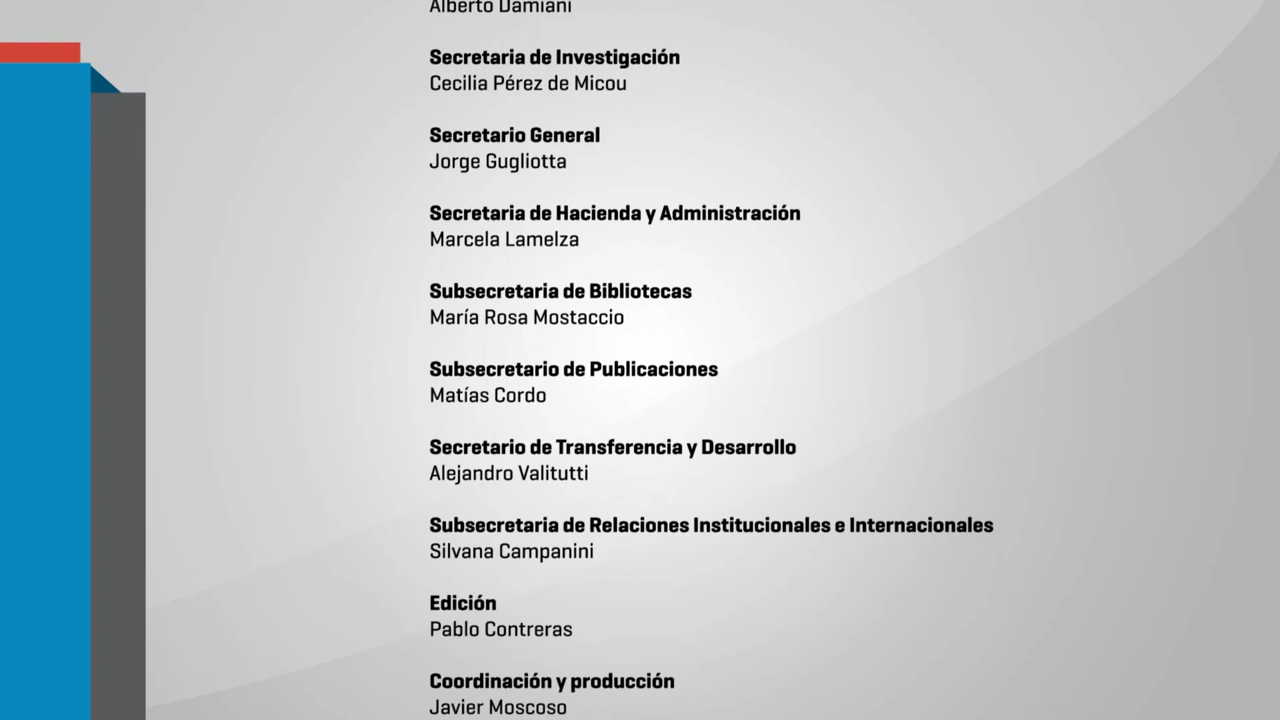 Alberto Damiani
Secretaria de Investigación
Cecilia Pérez de Micou
Secretario General
Jorge Gugliotta
Secretaria de Hacienda y Administración
Marcela Lamelza
Subsecretaria de Bibliotecas
María Rosa Mostaccio
Subsecretario de Publicaciones
Matías Cordo
Secretario de Transferencia y Desarrollo
Alejandro Valitutti
Subsecretaria de Relaciones Institucionales e Internacionales
Silvana Campanini
Edición
Pablo Contreras
Coordinación y producción
Javier Moscoso